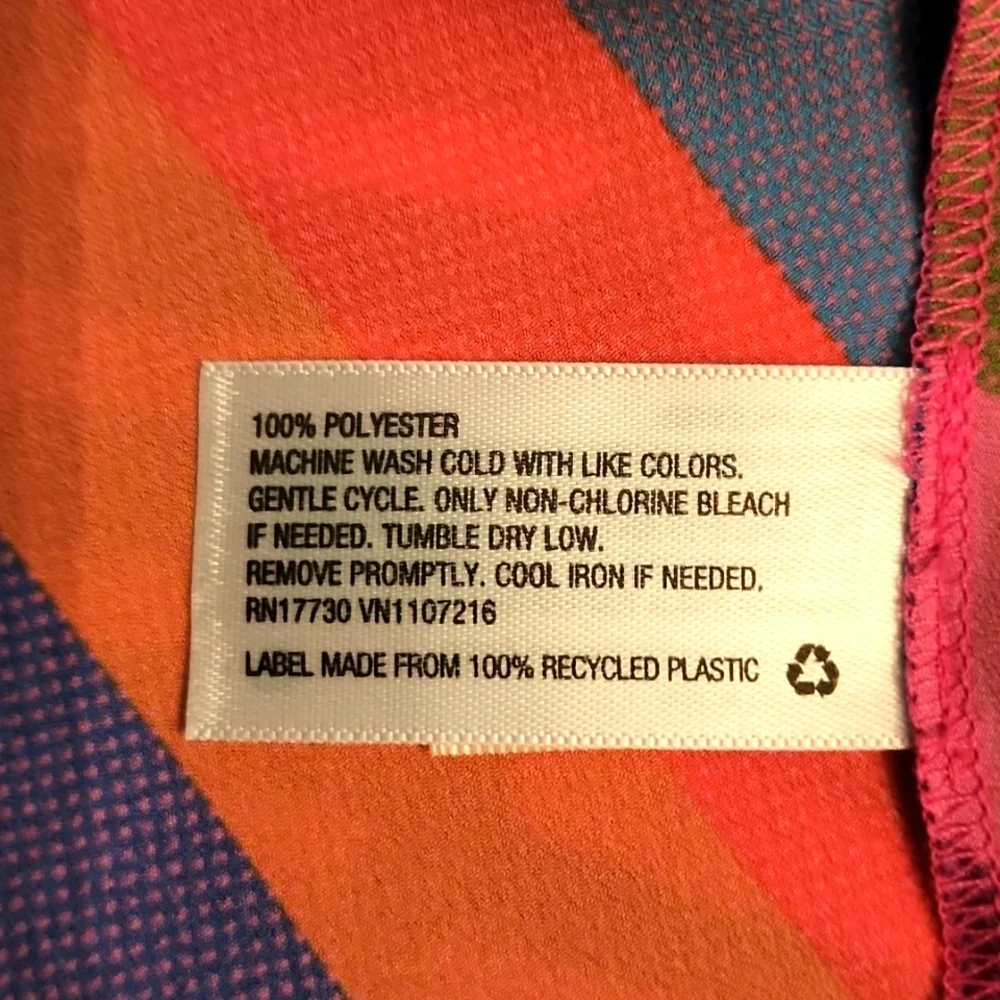 100% POLYESTER
MACHINE WASH COLD WITH LIKE COLORS.
GENTLE CYCLE. ONLY NON-CHLORINE BLEACH
IF NEEDED. TUMBLE DRY LOW.
REMOVE PROMPTLY. COOL IRON IF NEEDED.
RN17730 VN1107216
LABEL MADE FROM 100% RECYCLED PLASTIC